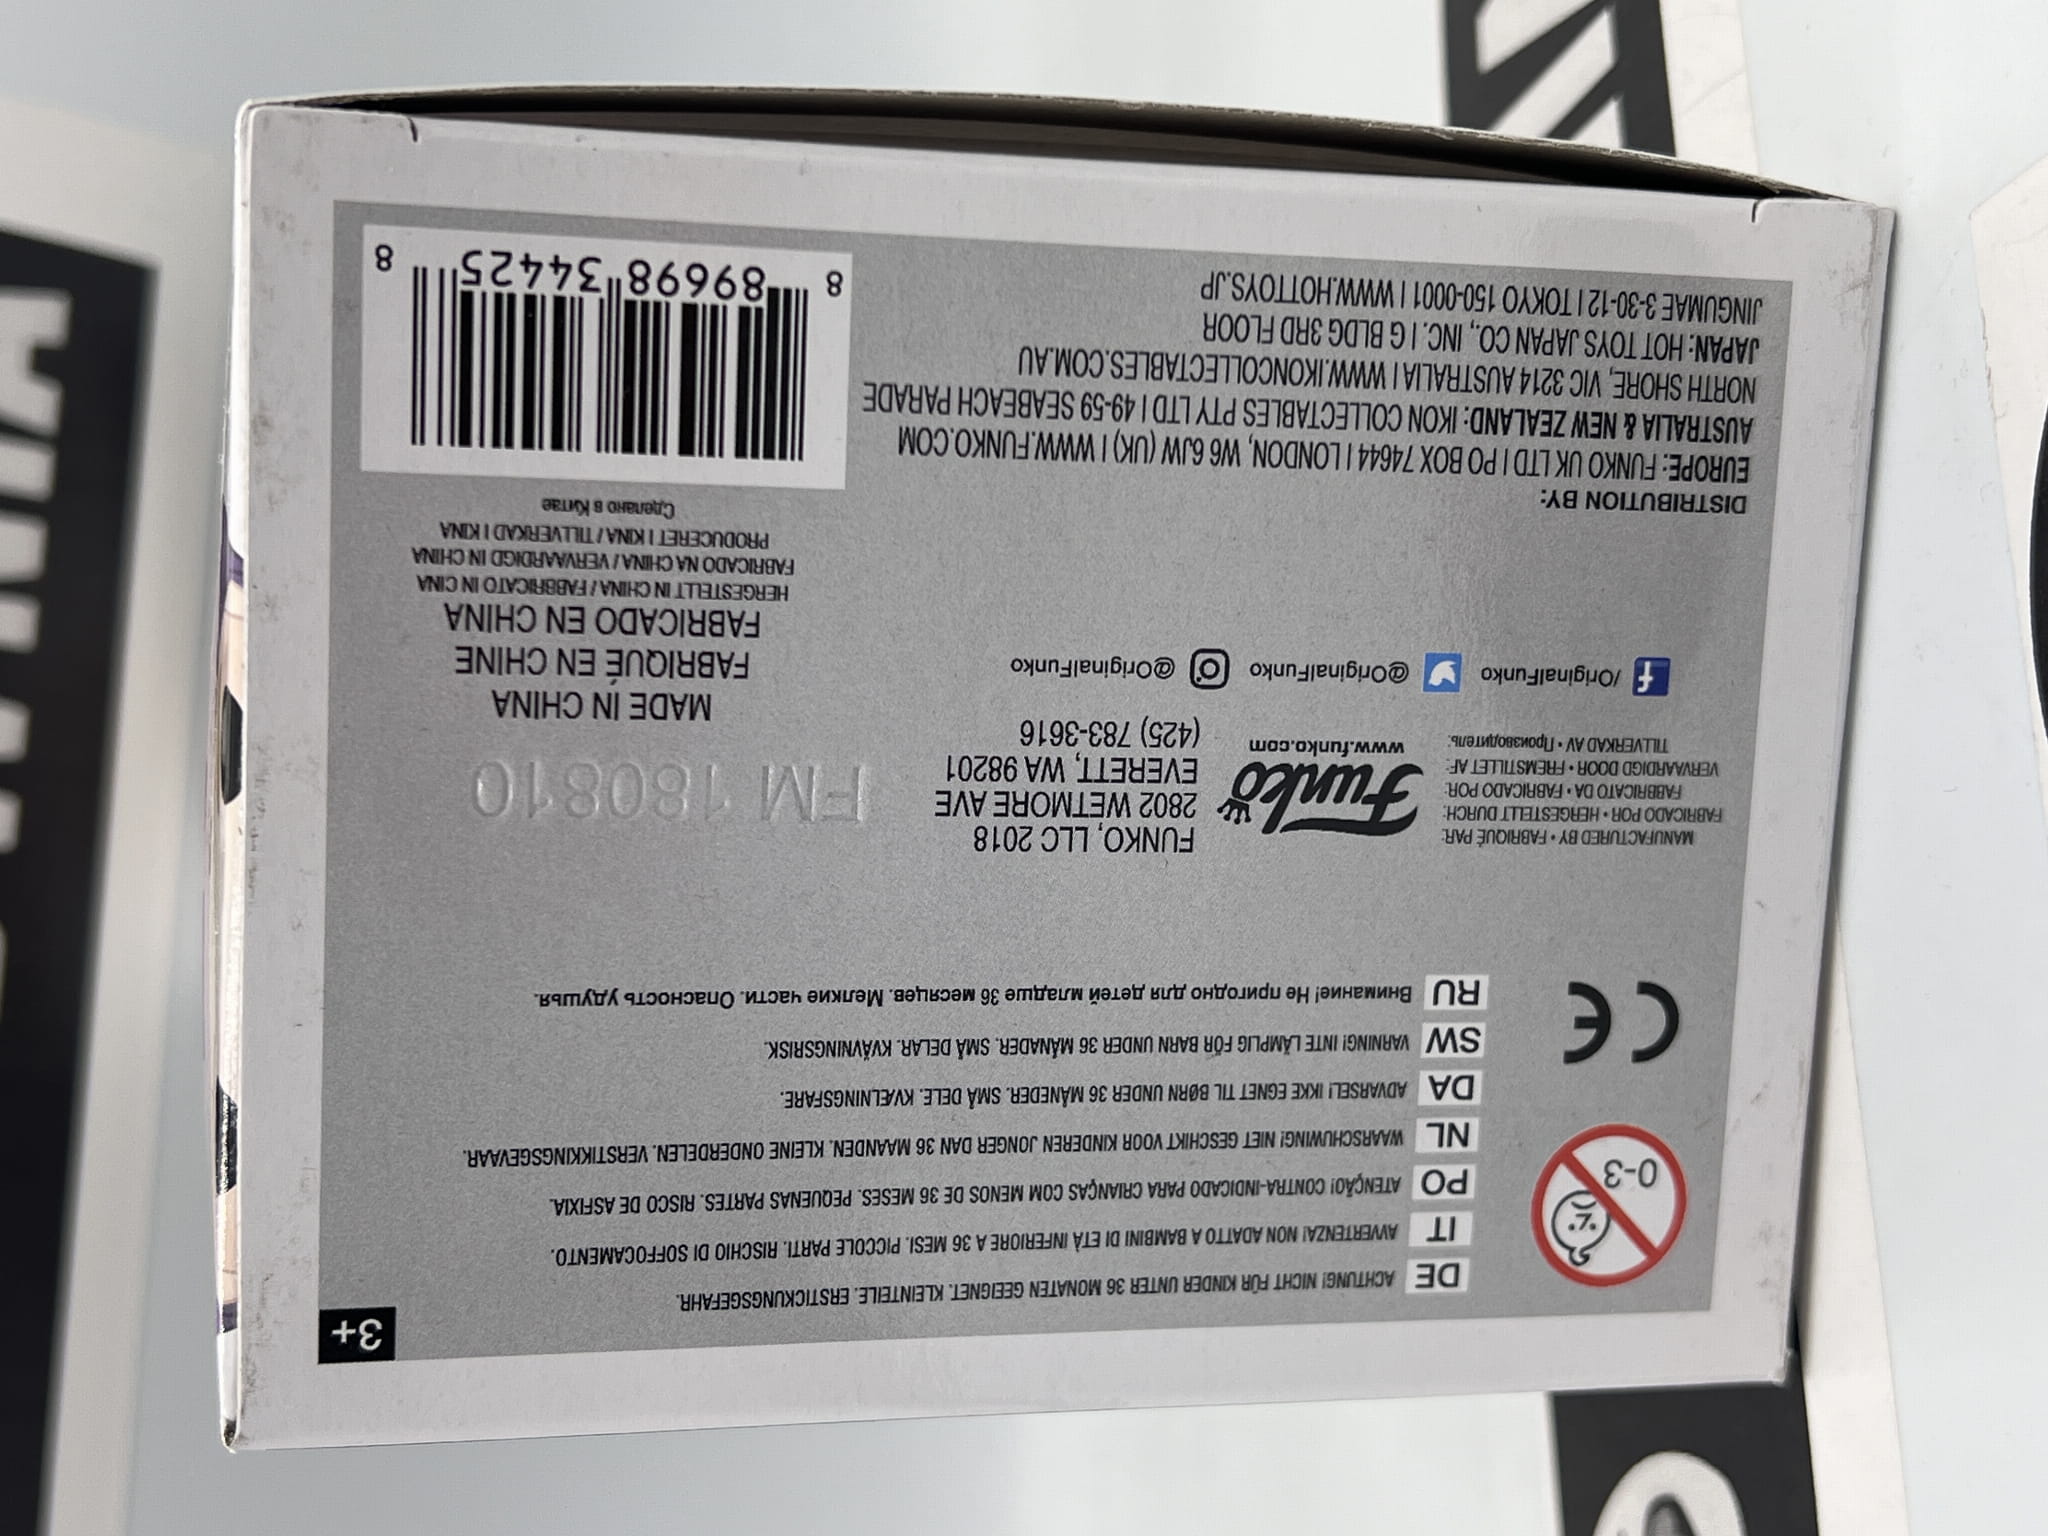 3+
DE ACHTUNG! NICHT FÜR KINDER UNTER 36 MONATEN GEEIGNET. KLEINTEILE. ERSTICKUNGSGEFAHR.
IT AVVERTENZA! NON ADATTO A BAMBINI DI ETÀ INFERIORE A 36 MESI. PICCOLE PARTI. RISCHIO DI SOFFOCAMENTO.
PO ATENÇÃO! CONTRA-INDICADO PARA CRIANÇAS COM MENOS DE 36 MESES. PEQUENAS PARTES. RISCO DE ASFIXIA.
NL WAARSCHUWING! NIET GESCHIKT VOOR KINDEREN JONGER DAN 36 MAANDEN. KLEINE ONDERDELEN. VERSTIKKINGSGEVAAR.
DA ADVARSEL! IKKE EGNET TIL BØRN UNDER 36 MÅNEDER. SMÅ DELE. KVÆLNINGSFARE.
SW VARNING! INTE LÄMPLIG FÖR BARN UNDER 36 MÅNADER. SMÅ DELAR. KVÄVNINGSRISK.
RU Внимание! Не пригодно для детей младше 36 месяцев. Мелкие части. Опасность удушья.
0-3
CE
MANUFACTURED BY • FABRIQUÉ PAR:
FABRICADO POR • HERGESTELLT DURCH:
FABBRICATO DA • FABRICADO POR:
VERVAARDIGD DOOR • FREMSTILLET AF:
TILLVERKAD AV • Производитель:
Funko
www.funko.com
FUNKO, LLC 2018
2802 WETMORE AVE
EVERETT, WA 98201
(425) 783-3616
/OriginalFunko
@OriginalFunko
@OriginalFunko
FM 180810
MADE IN CHINA
FABRIQUÉ EN CHINE
FABRICADO EN CHINA
HERGESTELLT IN CHINA / FABBRICATO IN CINA
FABRICADO NA CHINA / VERVAARDIGD IN CHINA
PRODUCERET I KINA / TILLVERKAD I KINA
Сделано в Китае
DISTRIBUTION BY:
EUROPE: FUNKO UK LTD | PO BOX 74644 | LONDON, W6 6JW (UK) | WWW.FUNKO.COM
AUSTRALIA & NEW ZEALAND: IKON COLLECTABLES PTY LTD | 49-59 SEABEACH PARADE
NORTH SHORE, VIC 3214 AUSTRALIA | WWW.IKONCOLLECTABLES.COM.AU
JAPAN: HOT TOYS JAPAN CO., INC. | G BLDG 3RD FLOOR
JINGUMAE 3-30-12 | TOKYO 150-0001 | WWW.HOTTOYS.JP
8 89698 34425 8